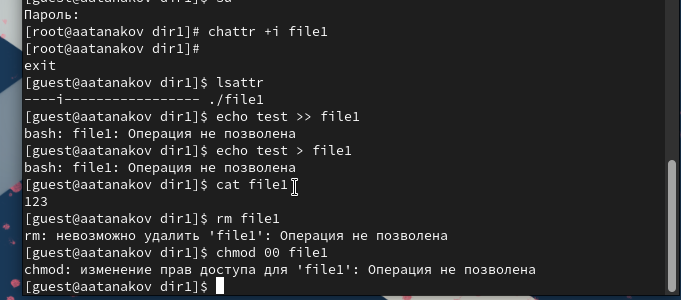 Пароль:
[root@aatanakov dir1]# chattr +i file1
[root@aatanakov dir1]#
exit
[guest@aatanakov dir1]$ lsattr
----i----------------- ./file1
[guest@aatanakov dir1]$ echo test >> file1
bash: file1: Операция не позволена
[guest@aatanakov dir1]$ echo test > file1
bash: file1: Операция не позволена
[guest@aatanakov dir1]$ cat file1
123
[guest@aatanakov dir1]$ rm file1
rm: невозможно удалить 'file1': Операция не позволена
[guest@aatanakov dir1]$ chmod 00 file1
chmod: изменение прав доступа для 'file1': Операция не позволена
[guest@aatanakov dir1]$